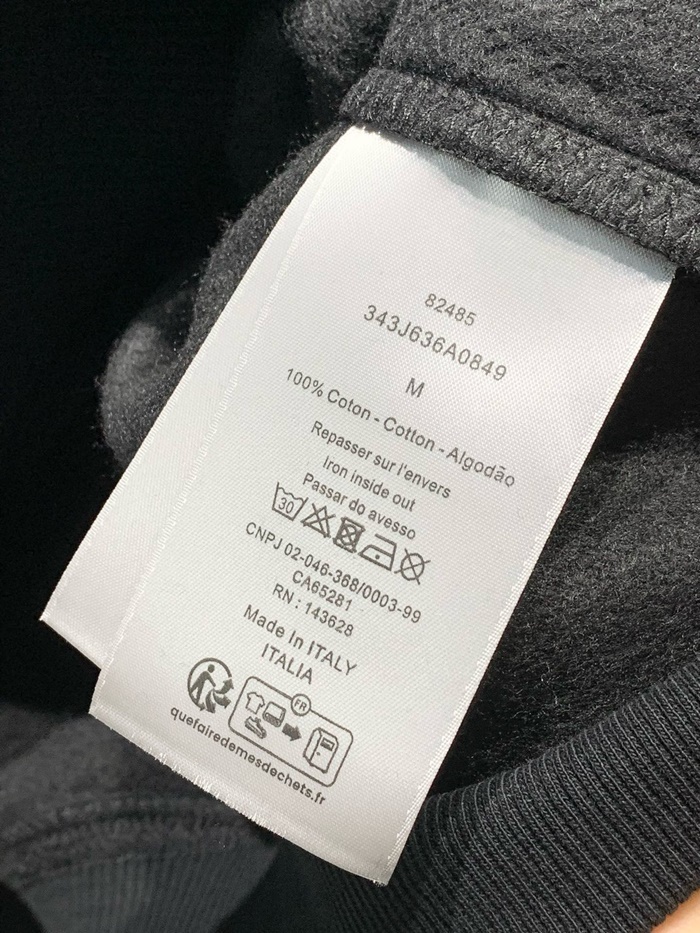 82485
343J636A0849
M
100% Coton - Cotton - Algodão
Repasser sur l'envers
Iron inside out
Passar do avesso
30
CNPJ 02-046-368/0003-99
CA65281
RN : 143628
Made In ITALY
ITALIA
FR
quefairedemesdechets.fr